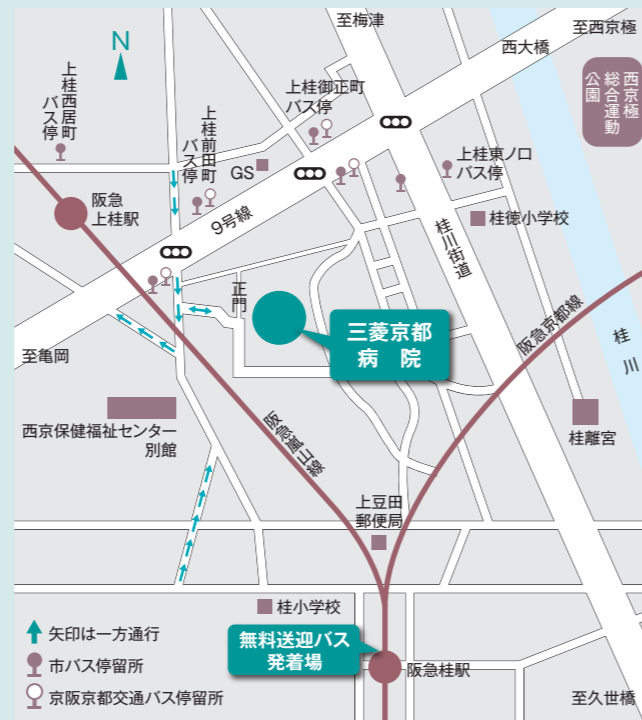 至梅津
至西京極
西大橋
N
西京極
総合運動
公園
上桂西居町
バス停
上桂前田町
バス停
上桂御正町
バス停
GS
上桂東ノ口
バス停
阪急
上桂駅
9号線
桂徳小学校
桂川街道
正門
三菱京都
病 院
阪急京都線
桂川
至亀岡
西京保健福祉センター
別館
阪急嵐山線
桂離宮
上豆田
郵便局
桂小学校
無料送迎バス
発着場
阪急桂駅
至久世橋
矢印は一方通行
市バス停留所
京阪京都交通バス停留所